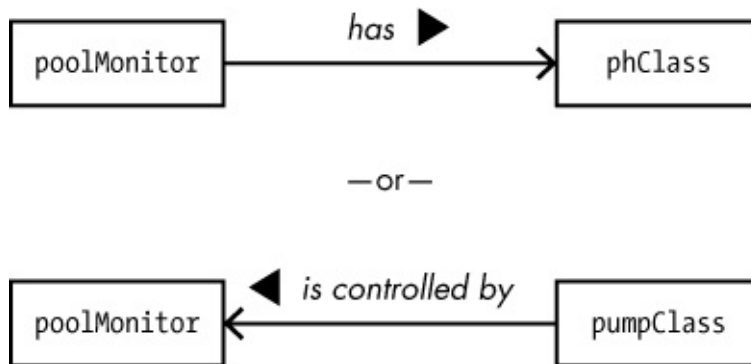 has ▶
poolMonitor phClass
—or—
◀ is controlled by
poolMonitor pumpClass